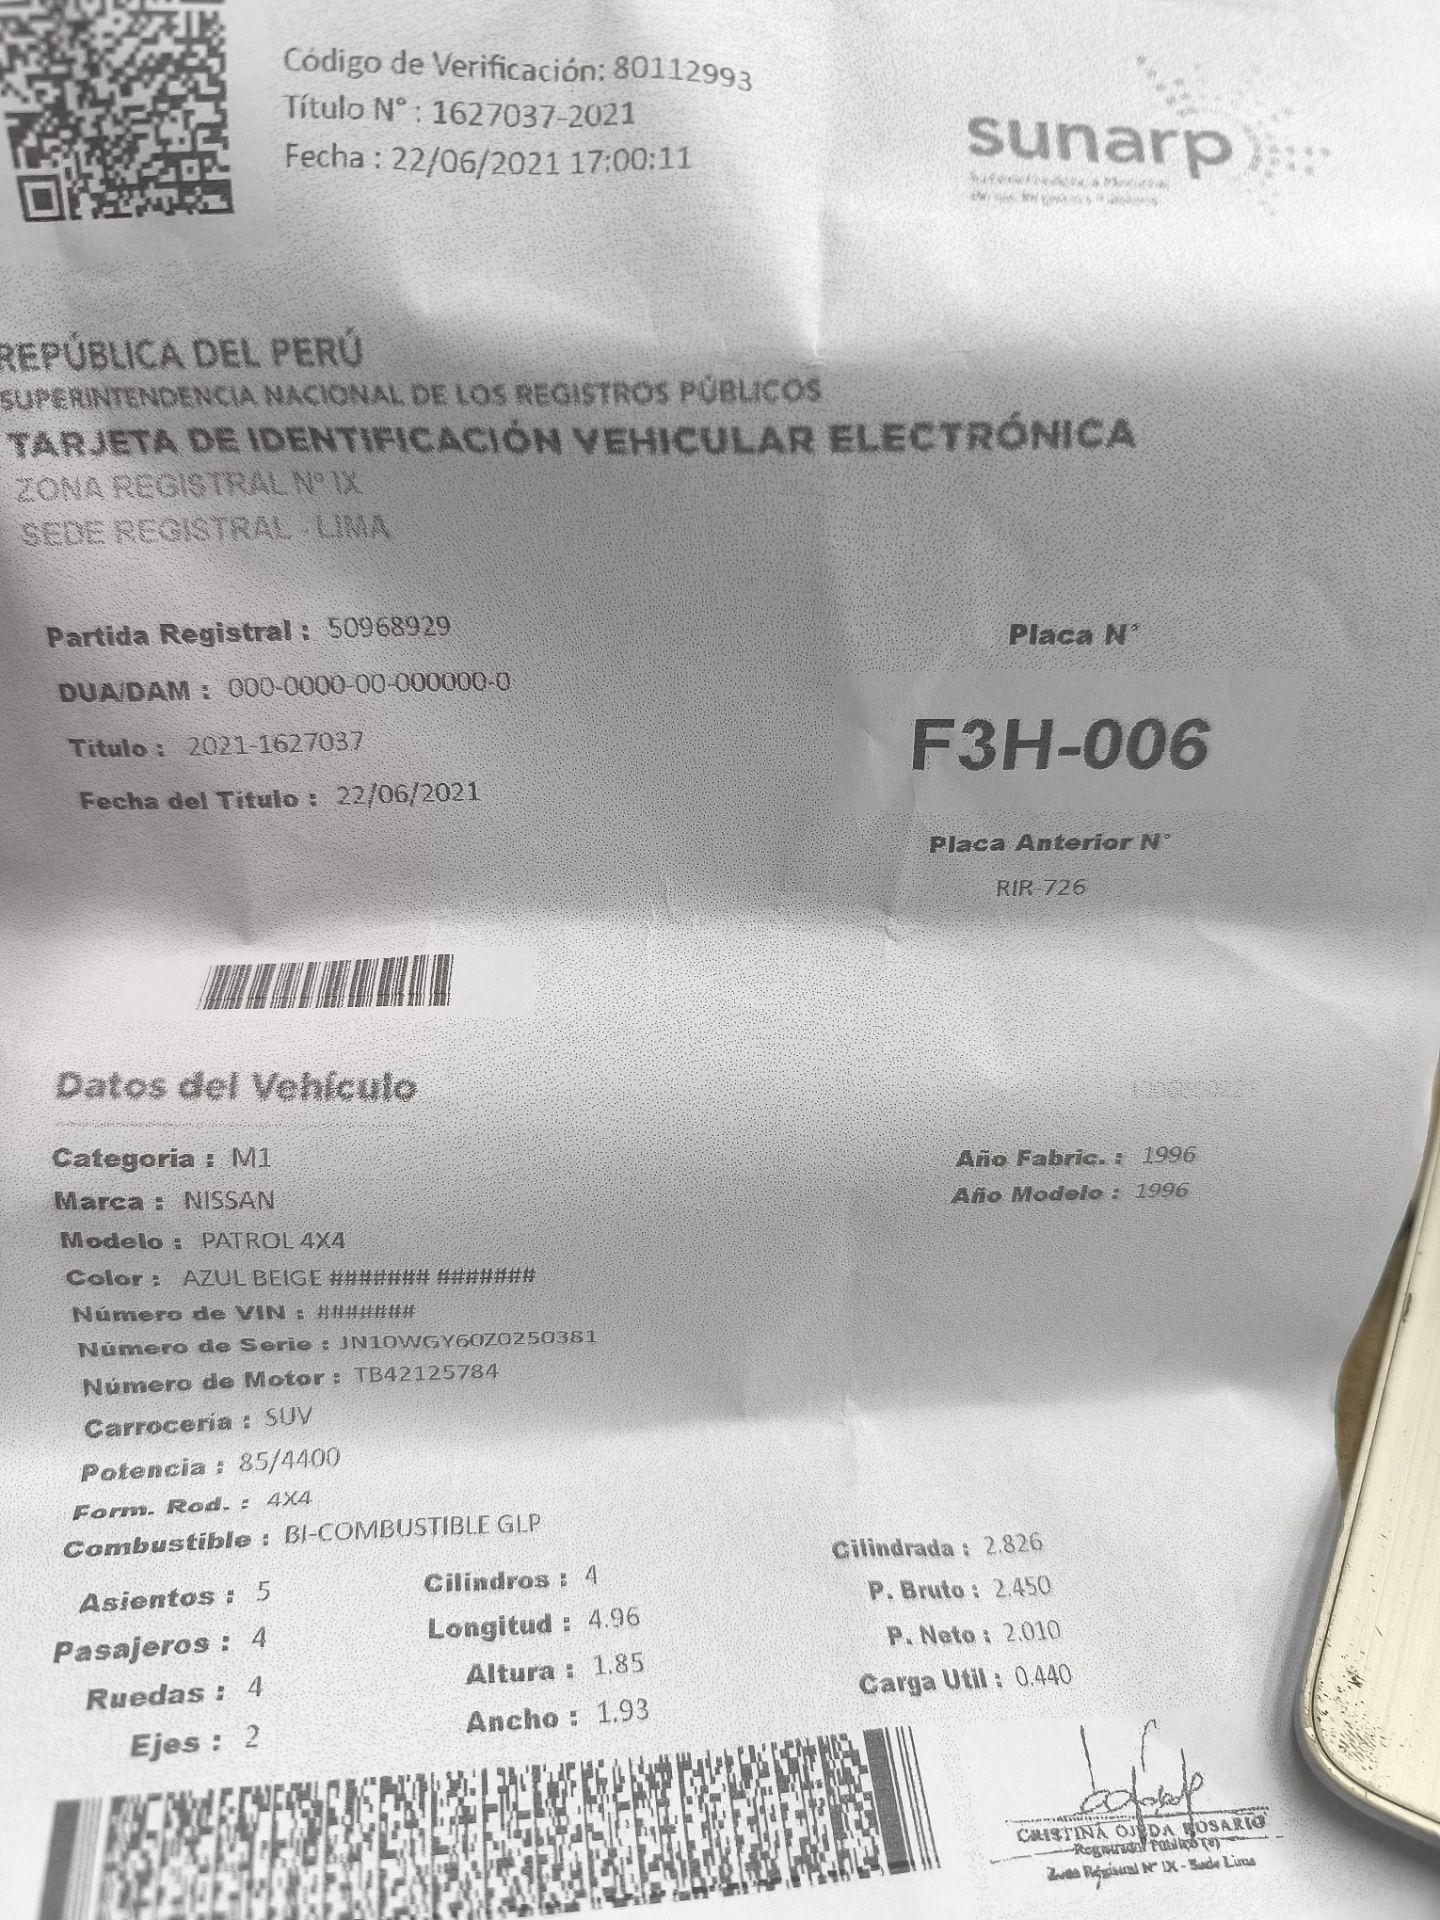 Código de Verificación: 80112993
Título N° : 1627037-2021
Fecha : 22/06/2021 17:00:11
sunarp
REPÚBLICA DEL PERÚ
SUPERINTENDENCIA NACIONAL DE LOS REGISTROS PÚBLICOS
TARJETA DE IDENTIFICACIÓN VEHICULAR ELECTRÓNICA
ZONA REGISTRAL N° IX
SEDE REGISTRAL - LIMA
Partida Registral : 50968929
DUA/DAM : 000-0000-00-000000-0
Titulo : 2021-1627037
Fecha del Titulo : 22/06/2021
Placa N°
F3H-006
Placa Anterior N°
RIR-726
Datos del Vehículo
Categoria : M1
Marca : NISSAN
Modelo : PATROL 4X4
Color : AZUL BEIGE ####### #######
Número de VIN : #######
Número de Serie : JN10WGY60Z0250381
Número de Motor : TB42125784
Carrocería : SUV
Potencia : 85/4400
Form. Rod. : 4X4
Combustible : BI-COMBUSTIBLE GLP
Año Fabric. : 1996
Año Modelo : 1996
Asientos : 5
Pasajeros : 4
Ruedas : 4
Ejes : 2
Cilindros : 4
Longitud : 4.96
Altura : 1.85
Ancho : 1.93
Cilindrada : 2.826
P. Bruto : 2.450
P. Neto : 2.010
Carga Util : 0.440
CRISTINA OJEDA ROSARIO
Registrador Público (e)
Zona Registral N° IX - Sede Lima